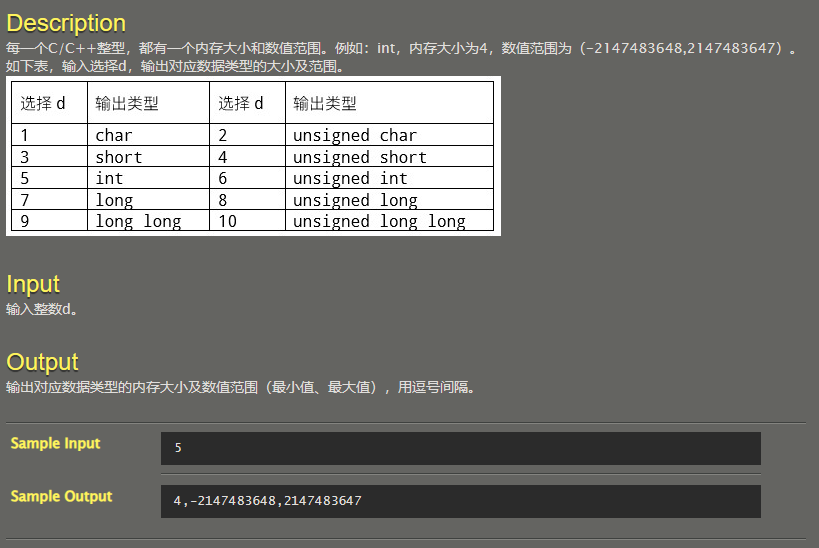 Description
每一个C/C++整型，都有一个内存大小和数值范围。例如：int，内存大小为4，数值范围为（-2147483648,2147483647）。
如下表，输入选择d，输出对应数据类型的大小及范围。
选择 d 输出类型 选择 d 输出类型
1 char 2 unsigned char
3 short 4 unsigned short
5 int 6 unsigned int
7 long 8 unsigned long
9 long long 10 unsigned long long
Input
输入整数d。
Output
输出对应数据类型的内存大小及数值范围（最小值、最大值），用逗号间隔。
Sample Input
5
Sample Output
4,-2147483648,2147483647